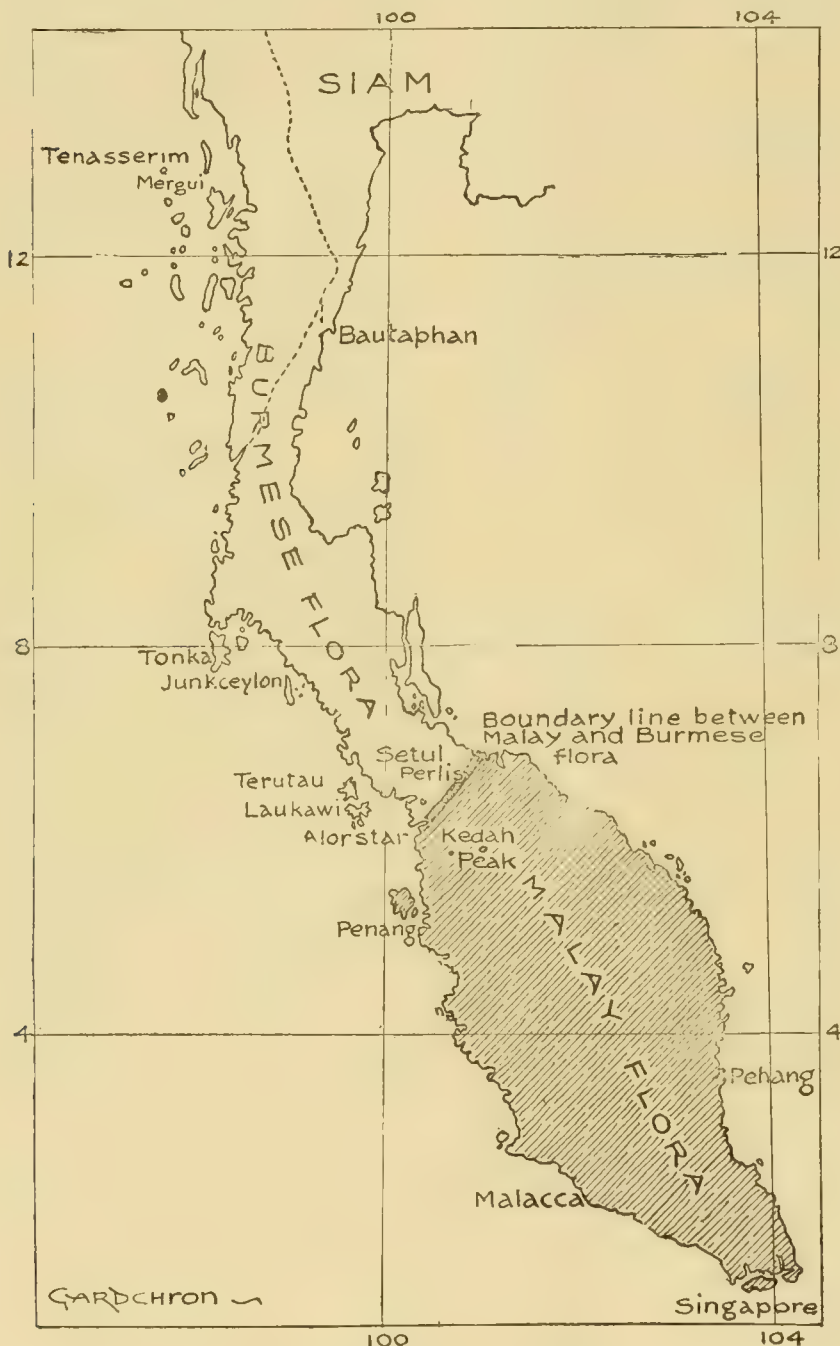 100
104
SIAM
Tenasserim
Mergui
12
12
Bautaphan
BURMESE FLORA
8
8
Tonka
Junkceylon
Boundary line between
Malay and Burmese
flora
Setul
Perlis
Terutau
Laukawi
Alorstar
Kedah
Peak
MALAY FLORA
Penang
4
4
Pehang
Malacca
GARDCHRON
Singapore
100
104